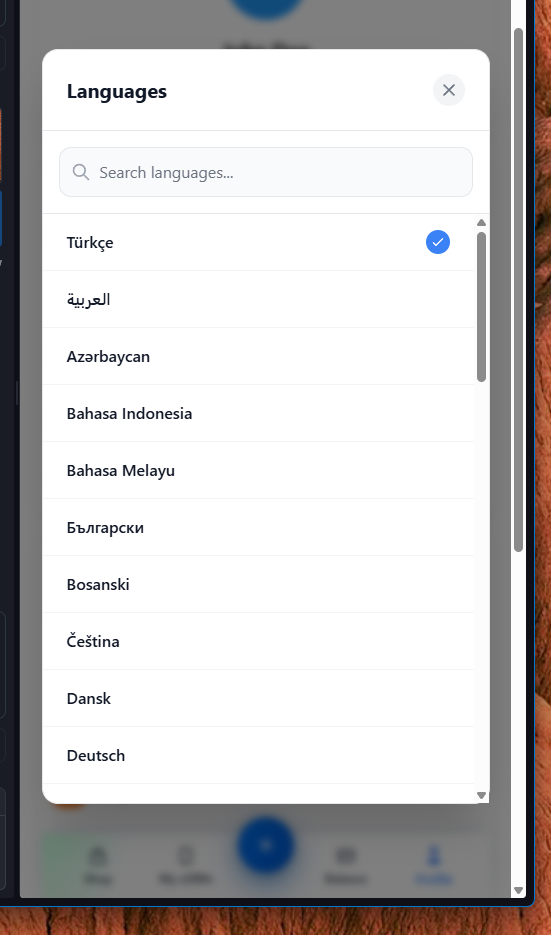 Languages
Search languages...
Türkçe
العربية
Azərbaycan
Bahasa Indonesia
Bahasa Melayu
Български
Bosanski
Čeština
Dansk
Deutsch